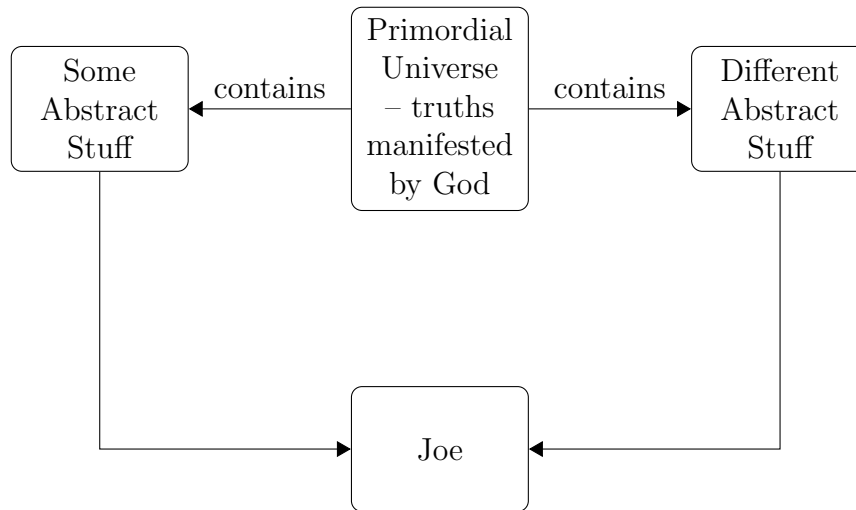 Primordial
Universe
– truths
manifested
by God
Some
Abstract
Stuff
contains
contains
Different
Abstract
Stuff
Joe